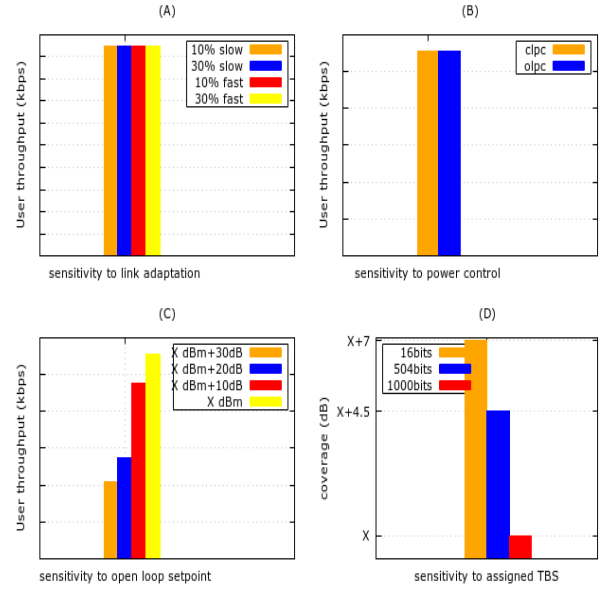 (A)
User throughput (kbps)
10% slow
30% slow
10% fast
30% fast
sensitivity to link adaptation
(B)
User throughput (kbps)
clpc
olpc
sensitivity to power control
(C)
User throughput (kbps)
X dBm+30dB
X dBm+20dB
X dBm+10dB
X dBm
sensitivity to open loop setpoint
(D)
coverage (dB)
X+7
X+4.5
X
16bits
504bits
1000bits
sensitivity to assigned TBS